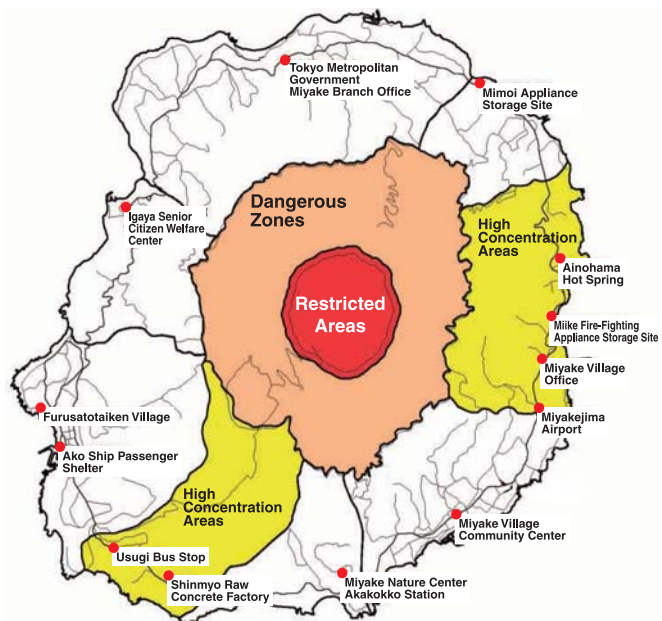 Tokyo Metropolitan
Government
Miyake Branch Office
Mimoi Appliance
Storage Site
Dangerous
Zones
Igaya Senior
Citizen Welfare
Center
High
Concentration
Areas
Ainohama
Hot Spring
Restricted
Areas
Miike Fire-Fighting
Appliance Storage Site
Miyake Village
Office
Furusatotaiken Village
Miyakejima
Airport
Ako Ship Passenger
Shelter
High
Concentration
Areas
Miyake Village
Community Center
Usugi Bus Stop
Shinmyo Raw
Concrete Factory
Miyake Nature Center
Akakokko Station